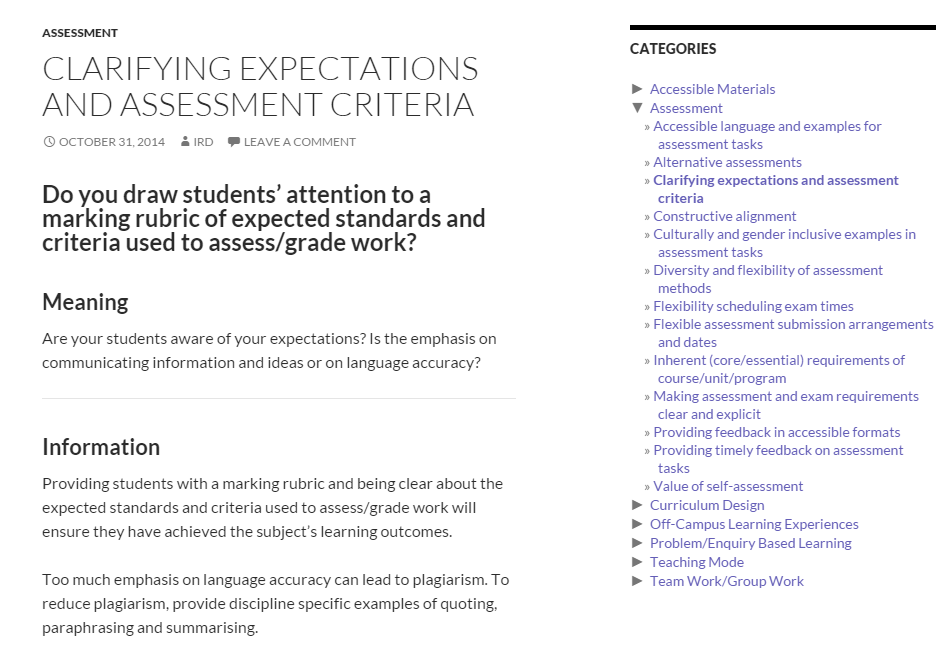 ASSESSMENT
CLARIFYING EXPECTATIONS
AND ASSESSMENT CRITERIA
OCTOBER 31, 2014 IRD LEAVE A COMMENT
Do you draw students’ attention to a
marking rubric of expected standards and
criteria used to assess/grade work?
Meaning
Are your students aware of your expectations? Is the emphasis on
communicating information and ideas or on language accuracy?
Information
Providing students with a marking rubric and being clear about the
expected standards and criteria used to assess/grade work will
ensure they have achieved the subject’s learning outcomes.
Too much emphasis on language accuracy can lead to plagiarism. To
reduce plagiarism, provide discipline specific examples of quoting,
paraphrasing and summarising.
CATEGORIES
► Accessible Materials
▼ Assessment
» Accessible language and examples for
assessment tasks
» Alternative assessments
» Clarifying expectations and assessment
criteria
» Constructive alignment
» Culturally and gender inclusive examples in
assessment tasks
» Diversity and flexibility of assessment
methods
» Flexibility scheduling exam times
» Flexible assessment submission arrangements
and dates
» Inherent (core/essential) requirements of
course/unit/program
» Making assessment and exam requirements
clear and explicit
» Providing feedback in accessible formats
» Providing timely feedback on assessment
tasks
» Value of self-assessment
► Curriculum Design
► Off-Campus Learning Experiences
► Problem/Enquiry Based Learning
► Teaching Mode
► Team Work/Group Work